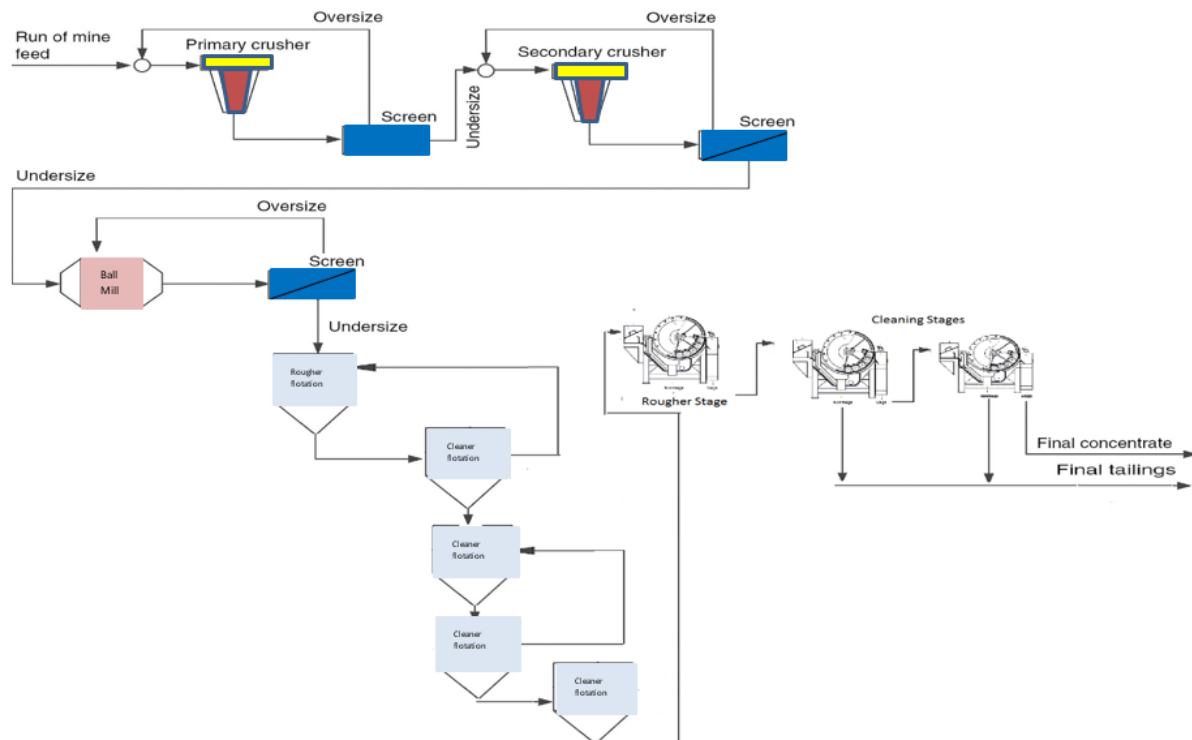 Oversize
Oversize
Run of mine
feed
Primary crusher
Secondary crusher
Undersize
Screen
Screen
Undersize
Oversize
Ball
Mill
Screen
Undersize
Cleaning Stages
Rougher
flotation
Rougher Stage
Cleaner
flotation
Final concentrate
Final tailings
Cleaner
flotation
Cleaner
flotation
Cleaner
flotation